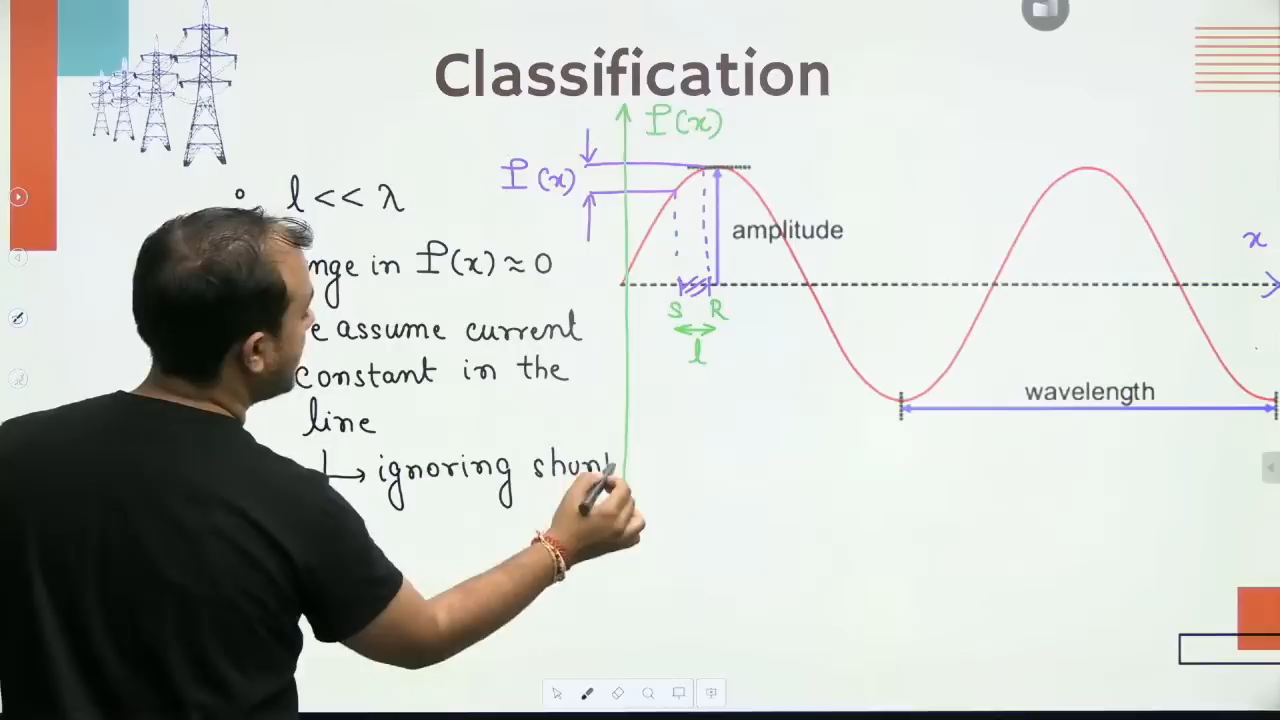 Classification
I(x)
I(x)
l << λ
amplitude
x
nge in I(x) ≈ 0
S R
e assume current
l
constant in the
wavelength
line
↳ ignoring shunt